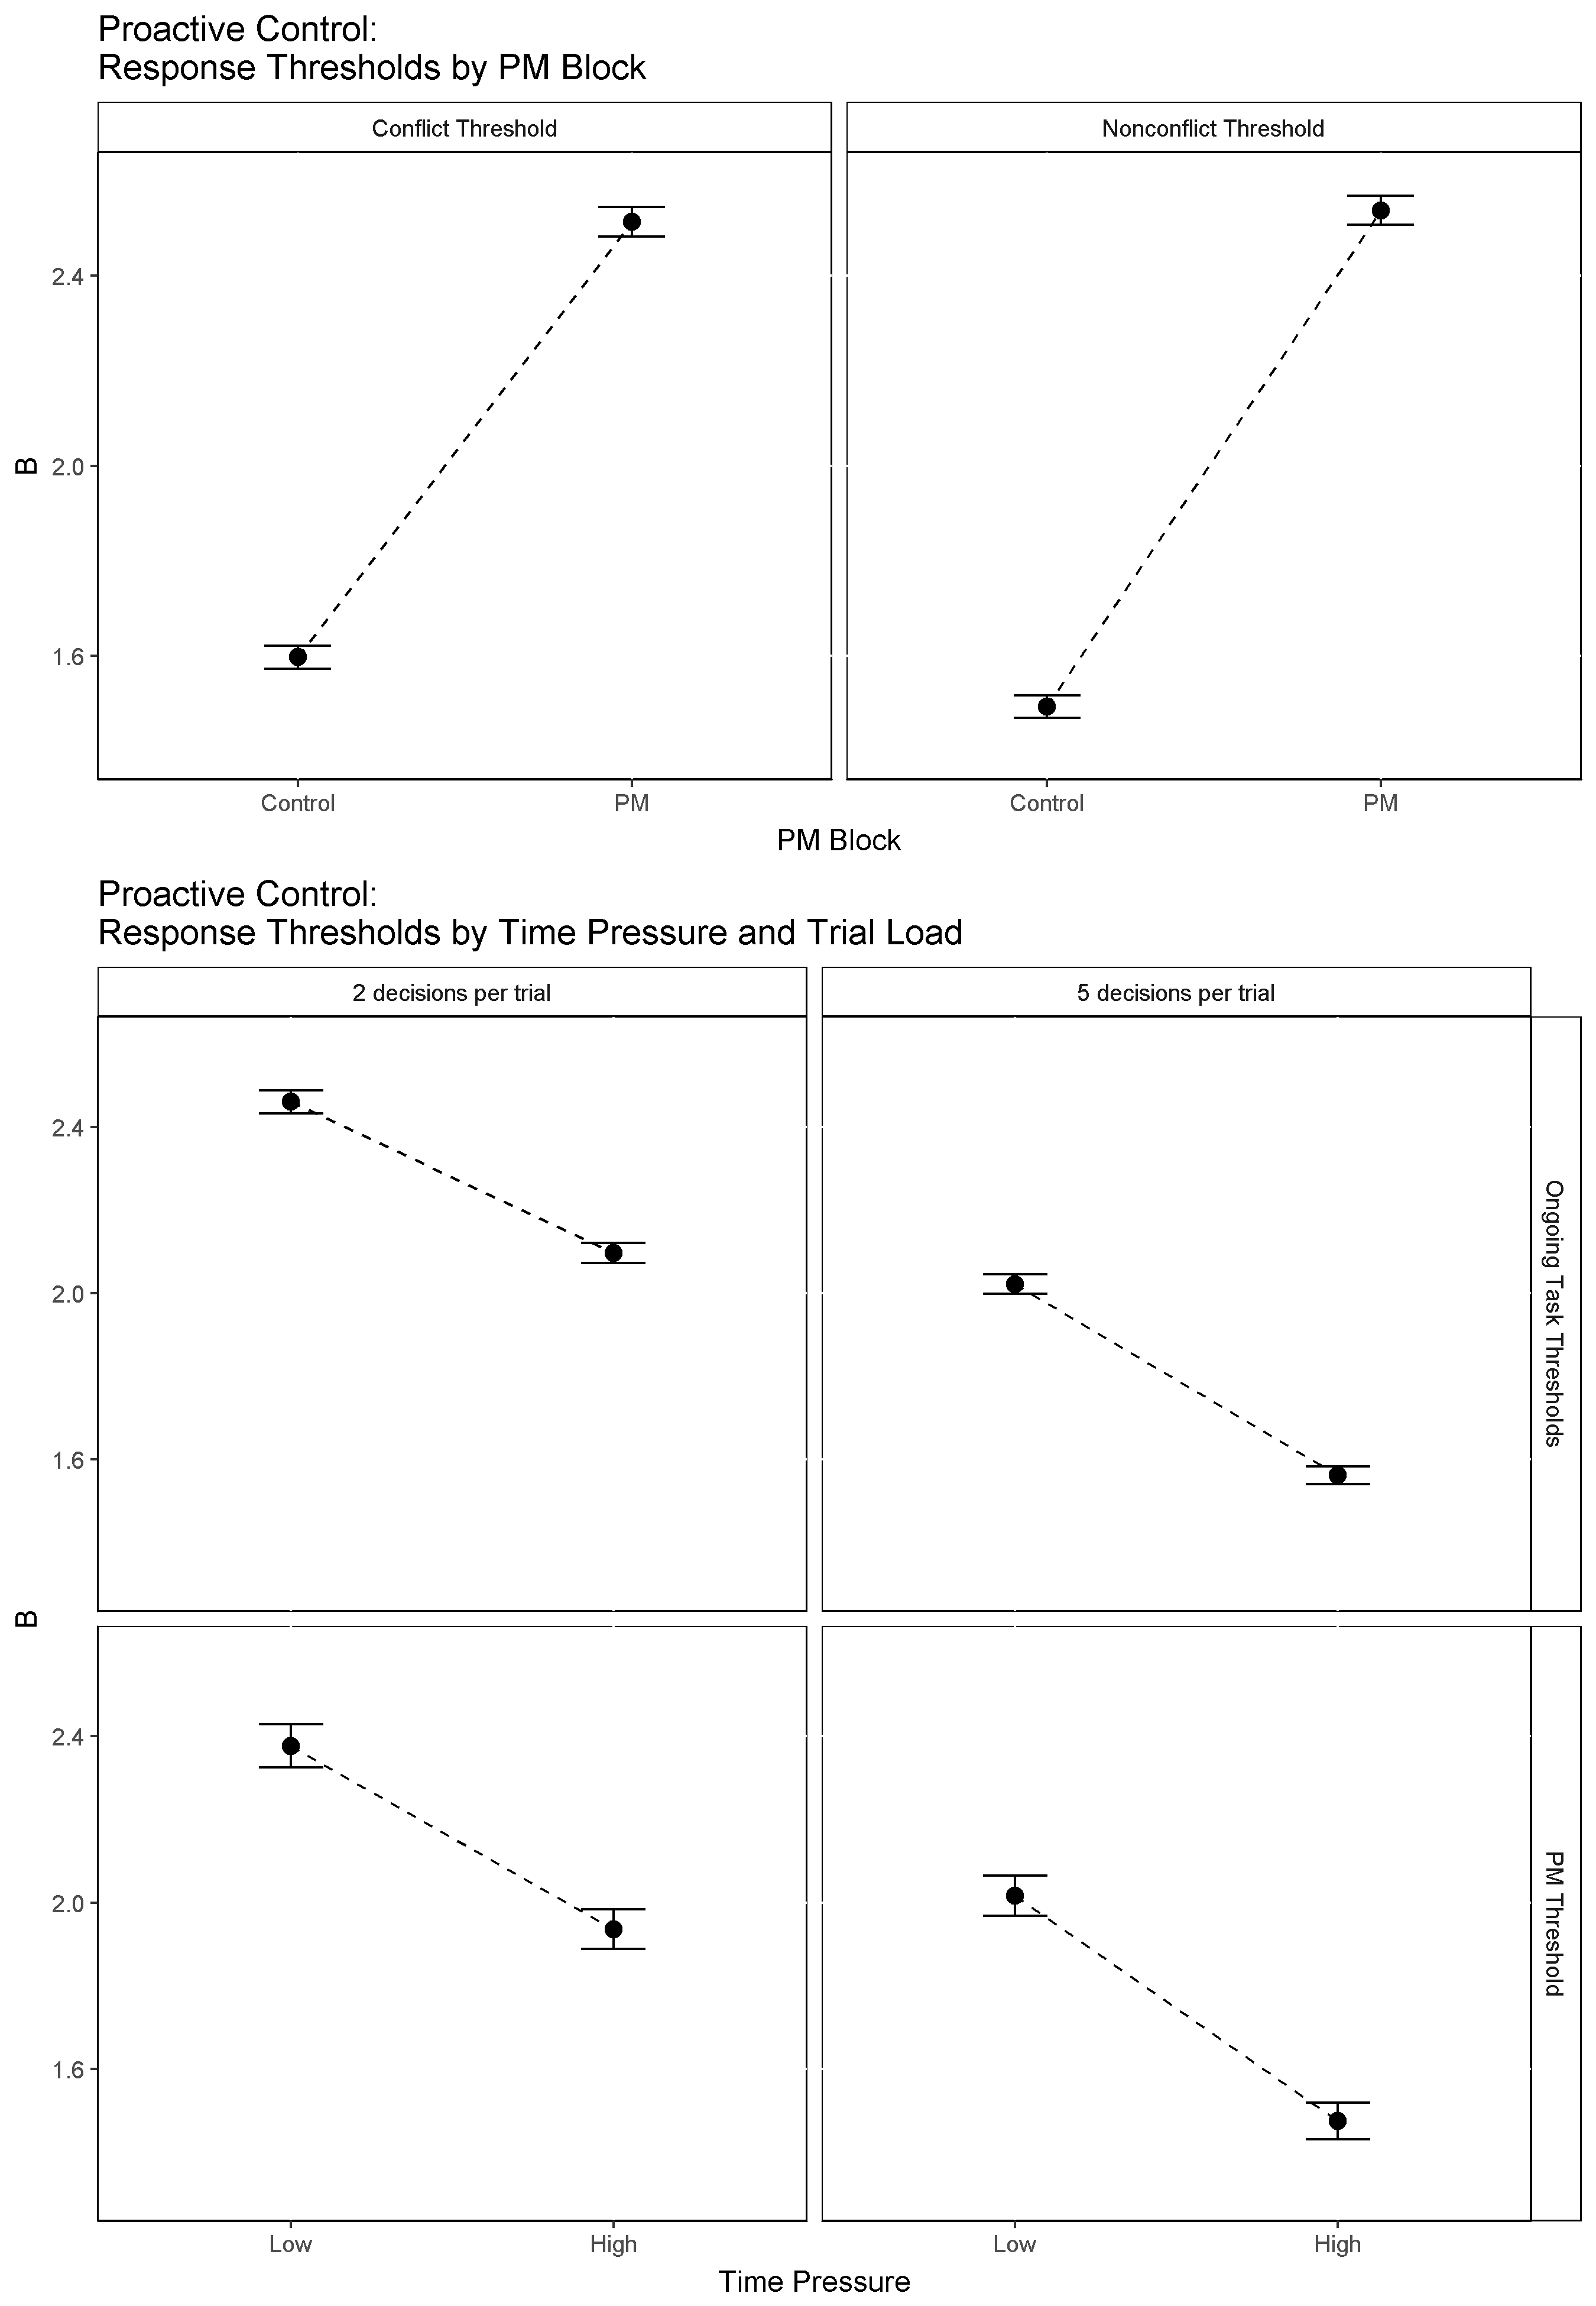 Proactive Control:
Response Thresholds by PM Block
Conflict Threshold
Nonconflict Threshold
B
2.4
2.0
1.6
Control
PM
Control
PM
PM Block
Proactive Control:
Response Thresholds by Time Pressure and Trial Load
2 decisions per trial
5 decisions per trial
2.4
2.0
1.6
Ongoing Task Thresholds
B
2.4
2.0
1.6
PM Threshold
Low
High
Low
High
Time Pressure